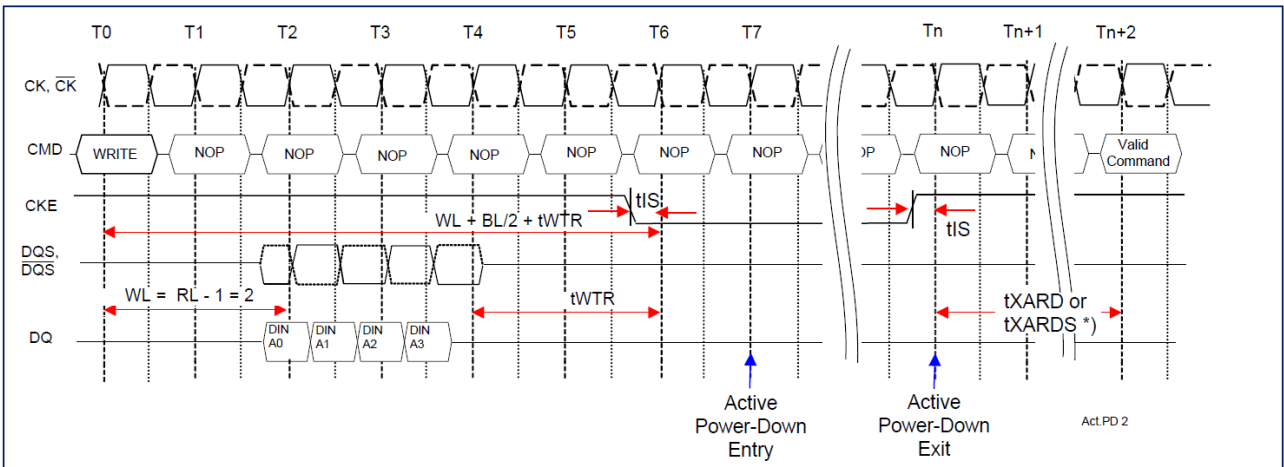 T0 T1 T2 T3 T4 T5 T6 T7 Tn Tn+1 Tn+2
CK, CK
CMD WRITE NOP NOP NOP NOP NOP NOP NOP OP NOP N Valid Command
CKE
tIS
tIS
WL + BL/2 + tWTR
DQS,
DQS
WL = RL - 1 = 2
tWTR
tXARD or
tXARDS *)
DQ
DIN A0 DIN A1 DIN A2 DIN A3
Active
Power-Down
Entry
Active
Power-Down
Exit
Act.PD 2